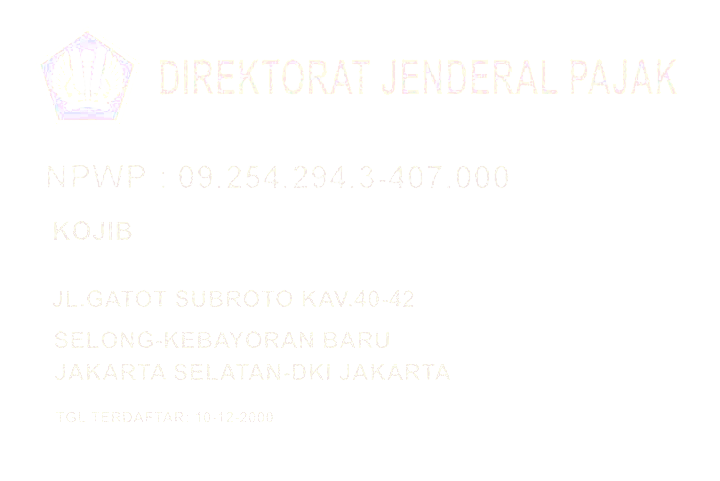 DIREKTORAT JENDERAL PAJAK
NPWP : 09.254.294.3-407.000
KOJIB
JL.GATOT SUBROTO KAV.40-42
SELONG-KEBAYORAN BARU
JAKARTA SELATAN-DKI JAKARTA
TGL TERDAFTAR: 10-12 2000